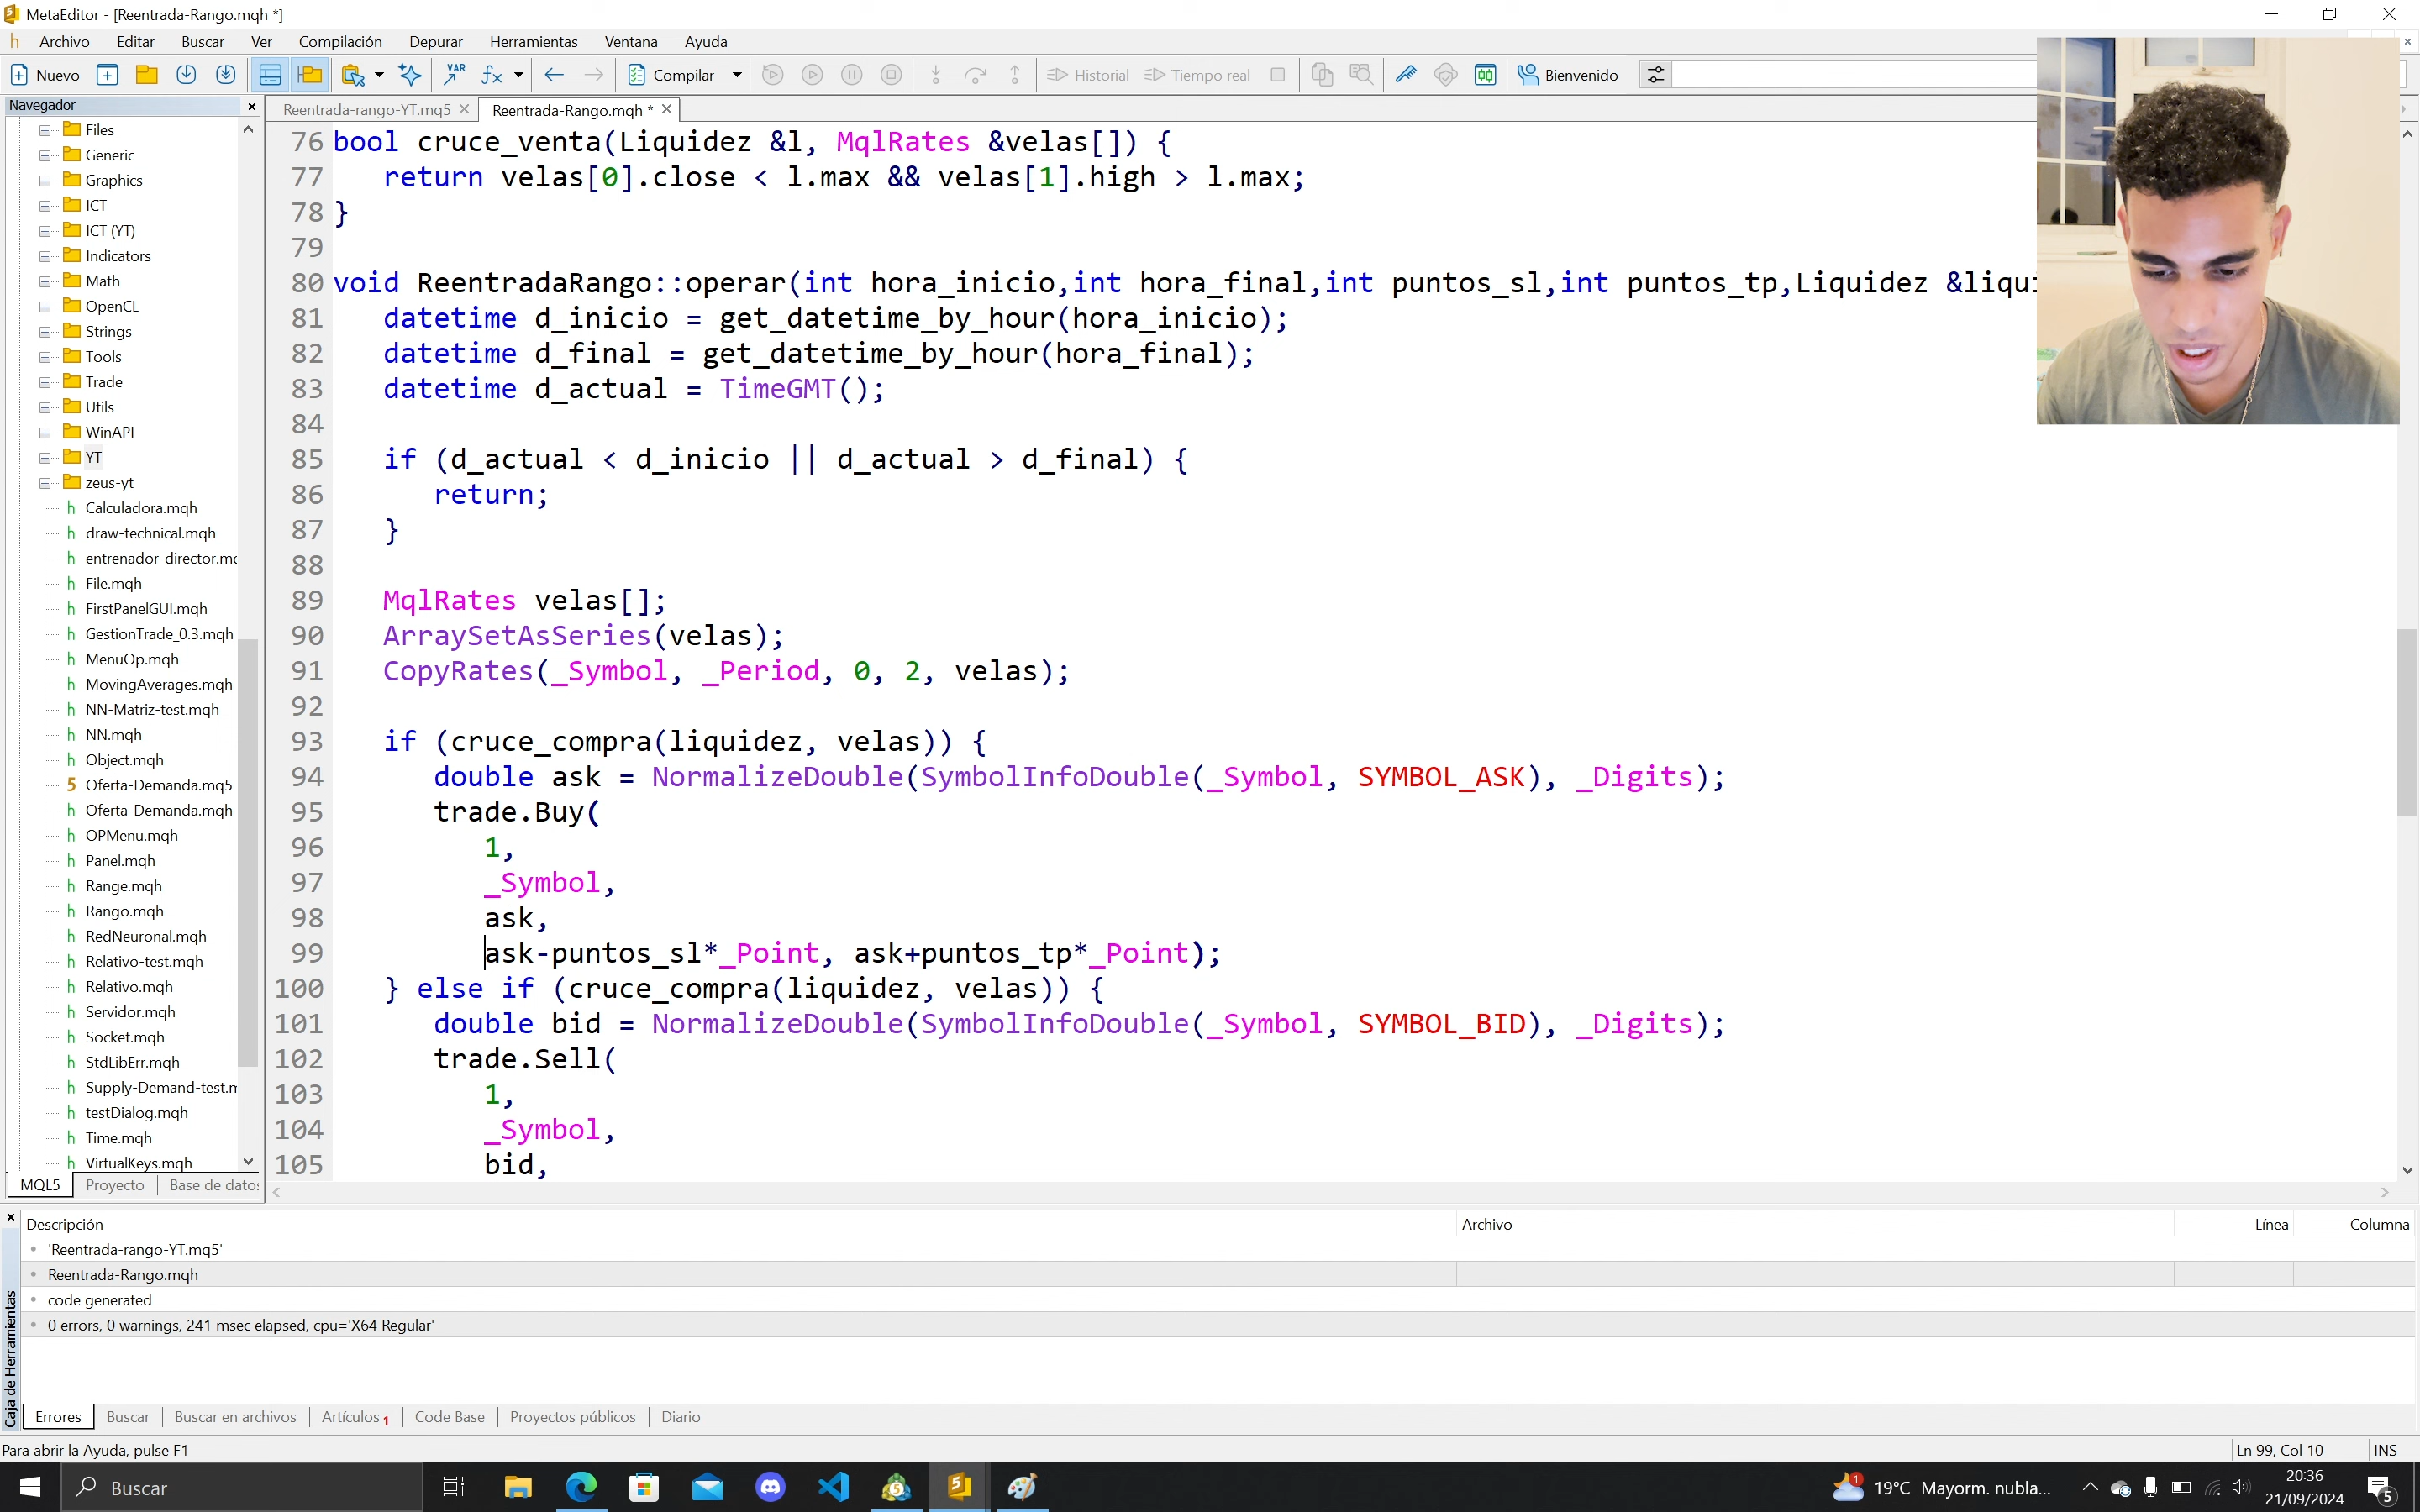 MetaEditor - [Reentrada-Rango.mqh *]
Archivo Editar Buscar Ver Compilación Depurar Herramientas Ventana Ayuda
Nuevo Compilar Historial Tiempo real Bienvenido
Navegador
Files
Generic
Graphics
ICT
ICT (YT)
Indicators
Math
OpenCL
Strings
Tools
Trade
Utils
WinAPI
YT
zeus-yt
Calculadora.mqh
draw-technical.mqh
entrenador-director.mq
File.mqh
FirstPanelGUI.mqh
GestionTrade_0.3.mqh
MenuOp.mqh
MovingAverages.mqh
NN-Matriz-test.mqh
NN.mqh
Object.mqh
Oferta-Demanda.mq5
Oferta-Demanda.mqh
OPMenu.mqh
Panel.mqh
Range.mqh
Rango.mqh
RedNeuronal.mqh
Relativo-test.mqh
Relativo.mqh
Servidor.mqh
Socket.mqh
StdLibErr.mqh
Supply-Demand-test.m
testDialog.mqh
Time.mqh
VirtualKeys.mqh
MQL5 Proyecto Base de datos
Reentrada-rango-YT.mq5 Reentrada-Rango.mqh *
76 bool cruce_venta(Liquidez &l, MqlRates &velas[]) {
77 return velas[0].close < l.max && velas[1].high > l.max;
78 }
79
80 void ReentradaRango::operar(int hora_inicio,int hora_final,int puntos_sl,int puntos_tp,Liquidez &liqui
81 datetime d_inicio = get_datetime_by_hour(hora_inicio);
82 datetime d_final = get_datetime_by_hour(hora_final);
83 datetime d_actual = TimeGMT();
84
85 if (d_actual < d_inicio || d_actual > d_final) {
86 return;
87 }
88
89 MqlRates velas[];
90 ArraySetAsSeries(velas);
91 CopyRates(_Symbol, _Period, 0, 2, velas);
92
93 if (cruce_compra(liquidez, velas)) {
94 double ask = NormalizeDouble(SymbolInfoDouble(_Symbol, SYMBOL_ASK), _Digits);
95 trade.Buy(
96 1,
97 _Symbol,
98 ask,
99 ask-puntos_sl*_Point, ask+puntos_tp*_Point);
100 } else if (cruce_compra(liquidez, velas)) {
101 double bid = NormalizeDouble(SymbolInfoDouble(_Symbol, SYMBOL_BID), _Digits);
102 trade.Sell(
103 1,
104 _Symbol,
105 bid,
Descripción Archivo Línea Columna
'Reentrada-rango-YT.mq5'
Reentrada-Rango.mqh
code generated
0 errors, 0 warnings, 241 msec elapsed, cpu='X64 Regular'
Caja de Herramientas
Errores Buscar Buscar en archivos Artículos 1 Code Base Proyectos públicos Diario
Para abrir la Ayuda, pulse F1 Ln 99, Col 10 INS
Buscar 19°C Mayorm. nubla... 20:36
21/09/2024